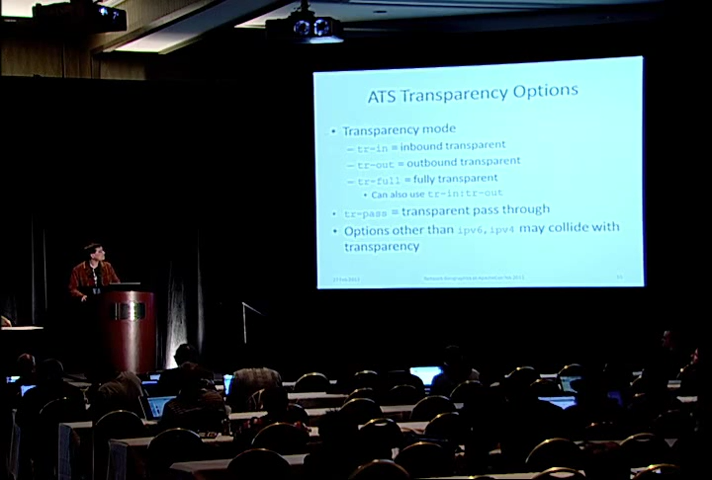 ATS Transparency Options
• Transparency mode
– tr-in = inbound transparent
– tr-out = outbound transparent
– tr-full = fully transparent
• Can also use tr-in:tr-out
• tr-pass = transparent pass through
• Options other than ipv6,ipv4 may collide with
transparency